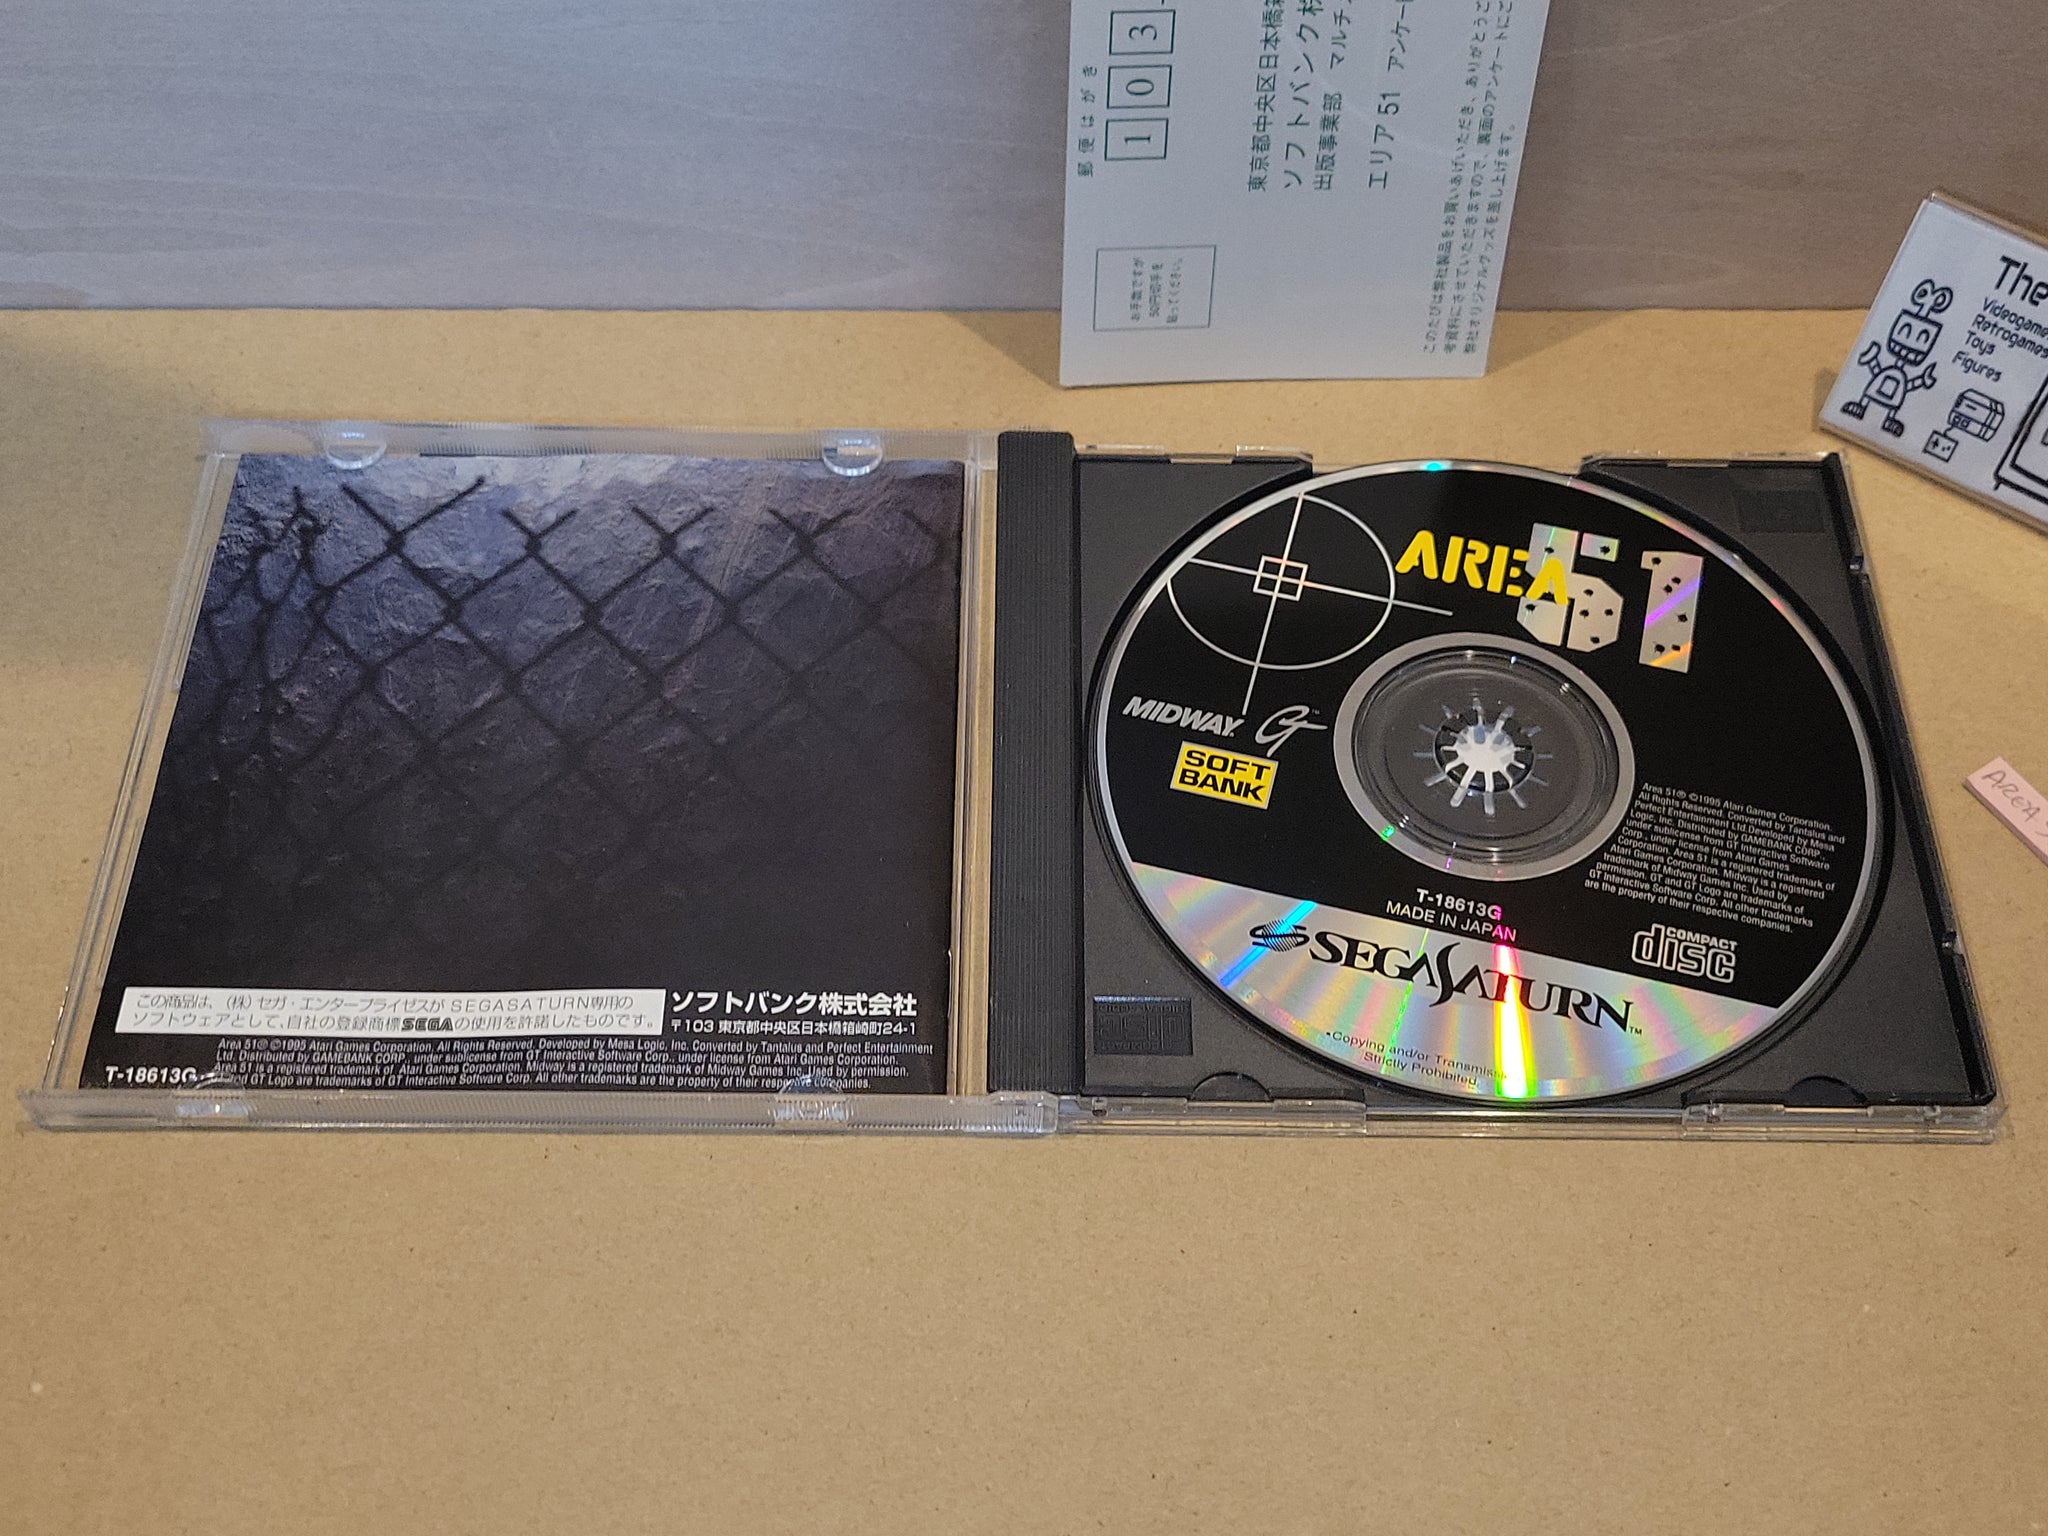 郵便はがき
103
東京都中央区日本橋箱
ソフトバンク株
出版事業部 マルチ
エリア51 アンケー
このたびは弊社製品をお買いあげいただき、ありがとうご
考資料にさせていただきますので、裏面のアンケートにご
弊社オリジナルグッズを差し上げます。
お手数ですが
50円切手を
貼ってください。
The
Videogame
Retrogames
Toys
Figures
AREA 51
MIDWAY GT™
SOFT
BANK
Area 51® ©1995 Atari Games Corporation.
All Rights Reserved. Converted by Tantalus and
Perfect Entertainment Ltd.Developed by Mesa
Logic, Inc. Distributed by GAMEBANK CORP.,
under sublicense from GT Interactive Software
Corp., under license from Atari Games
Corporation. Area 51 is a registered trademark of
Atari Games Corporation. Midway is a registered
trademark of Midway Games Inc. Used by
permission. GT and GT Logo are trademarks of
GT Interactive Software Corp. All other trademarks
are the property of their respective companies.
T-18613G
MADE IN JAPAN
COMPACT
disc
SEGA SATURN™
•Copying and/or Transmiss
Strictly Prohibited.
この商品は、(株)セガ・エンタープライゼスがSEGASATURN専用の
ソフトウェアとして、自社の登録商標SEGAの使用を許諾したものです。
ソフトバンク株式会社
〒103 東京都中央区日本橋箱崎町24-1
Area 51® ©1995 Atari Games Corporation. All Rights Reserved. Developed by Mesa Logic, Inc. Converted by Tantalus and Perfect Entertainment
Ltd. Distributed by GAMEBANK CORP., under sublicense from GT Interactive Software Corp., under license from Atari Games Corporation.
Area 51 is a registered trademark of Atari Games Corporation. Midway is a registered trademark of Midway Games Inc. Used by permission.
and GT Logo are trademarks of GT Interactive Software Corp. All other trademarks are the property of their respective companies.
T-18613G
AREA 5